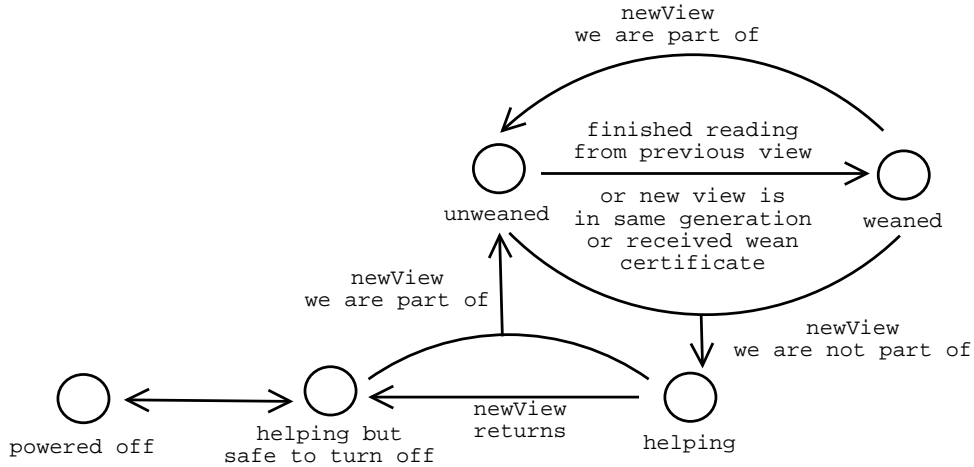 newView
we are part of
finished reading
from previous view
or new view is
in same generation
or received wean
certificate
unweaned
weaned
newView
we are part of
newView
we are not part of
newView
returns
powered off
helping but
safe to turn off
helping